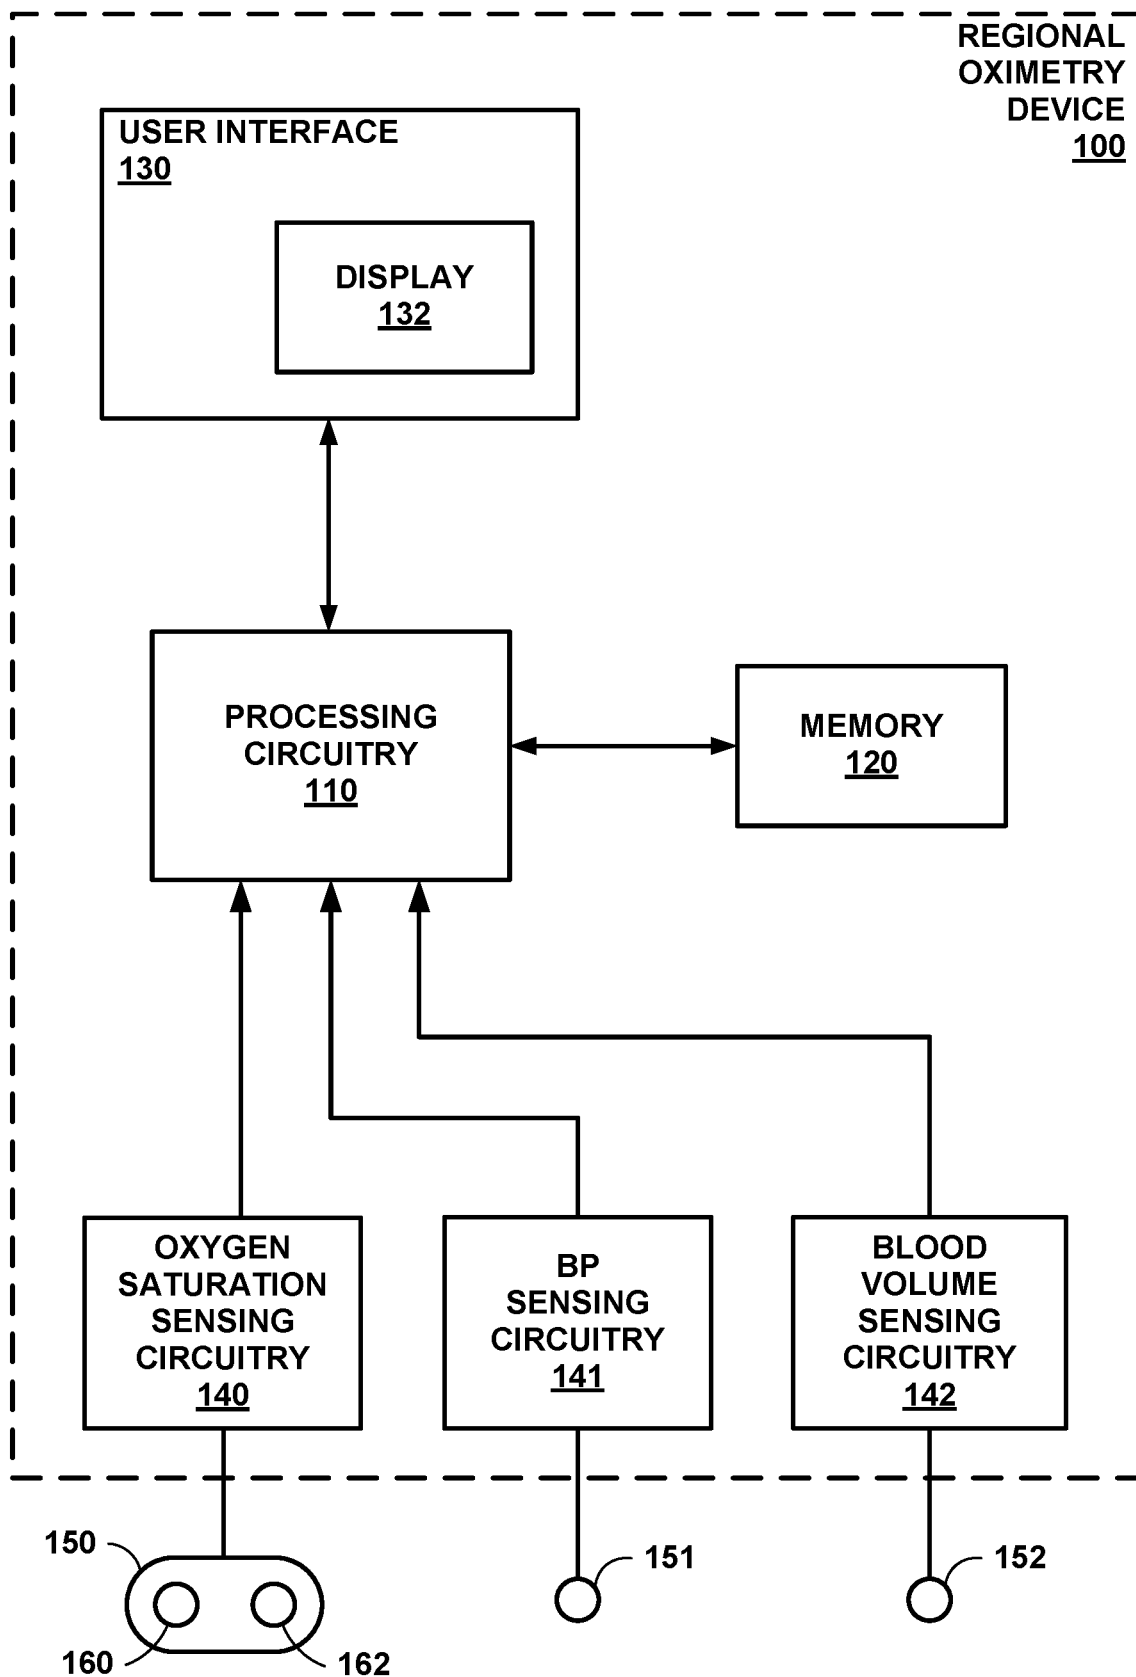 REGIONAL
OXIMETRY
DEVICE
100
USER INTERFACE
130
DISPLAY
132
PROCESSING
CIRCUITRY
110
MEMORY
120
OXYGEN
SATURATION
SENSING
CIRCUITRY
140
BP
SENSING
CIRCUITRY
141
BLOOD
VOLUME
SENSING
CIRCUITRY
142
150
151
152
160
162